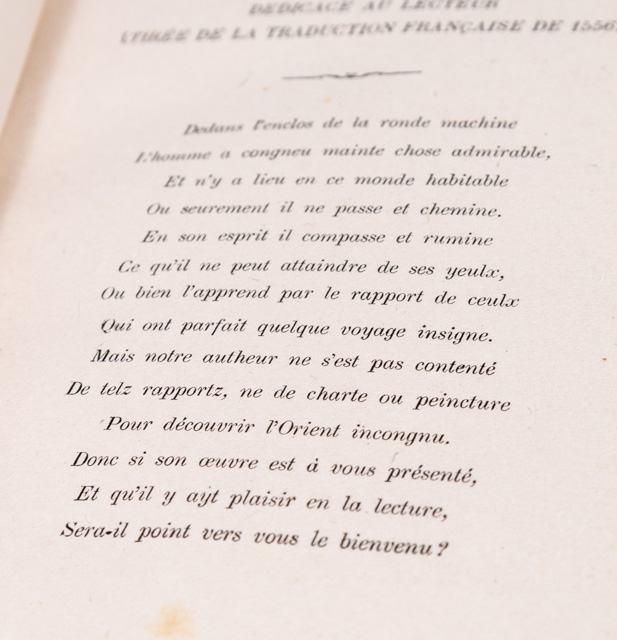 DÉDICACE AU LECTEUR
(TIRÉE DE LA TRADUCTION FRANÇAISE DE 1556
Dedans l'enclos de la ronde machine
L'homme a congneu mainte chose admirable,
Et n'y a lieu en ce monde habitable
Ou seurement il ne passe et chemine.
En son esprit il compasse et rumine
Ce qu'il ne peut attaindre de ses yeulx,
Ou bien l'apprend par le rapport de ceulx
Qui ont parfait quelque voyage insigne.
Mais notre autheur ne s'est pas contenté
De telz rapportz, ne de charte ou peincture
Pour découvrir l'Orient incongnu.
Donc si son œuvre est à vous présenté,
Et qu'il y ayt plaisir en la lecture,
Sera-il point vers vous le bienvenu?